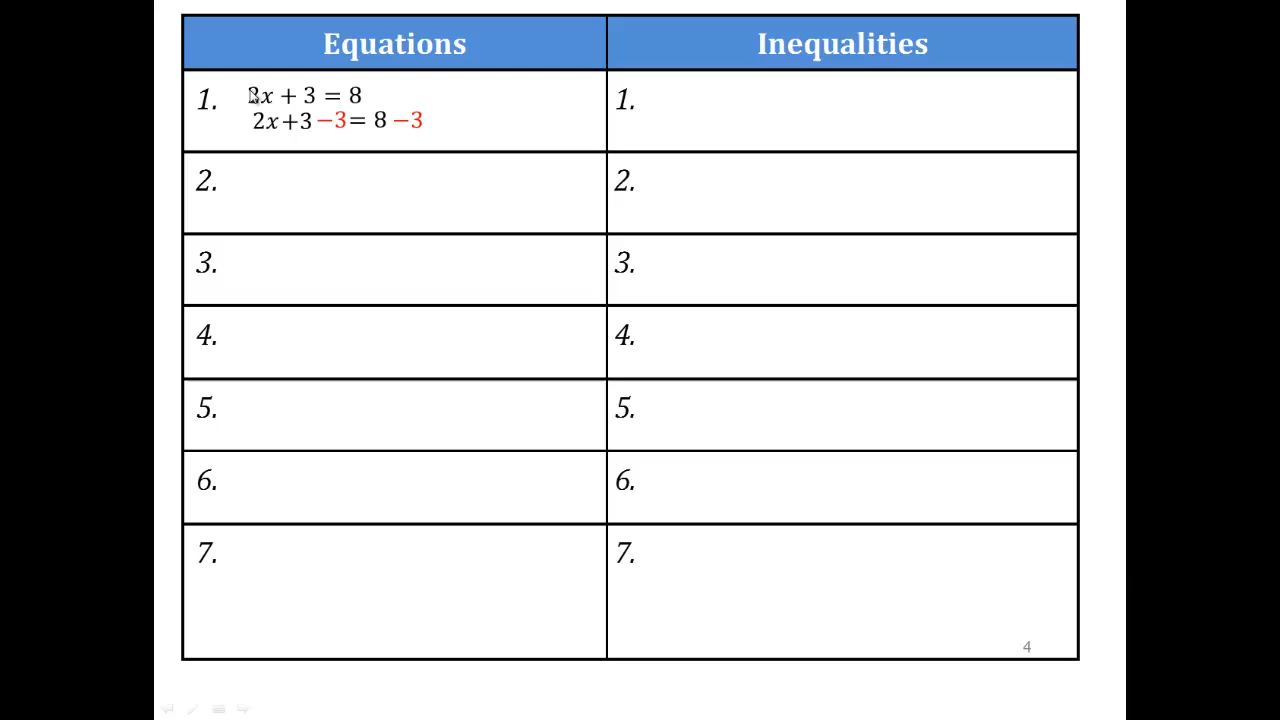 Equations Inequalities
1. 2x + 3 = 8 1.
2x+3 −3 = 8 −3
2. 2.
3. 3.
4. 4.
5. 5.
6. 6.
7. 7.
4